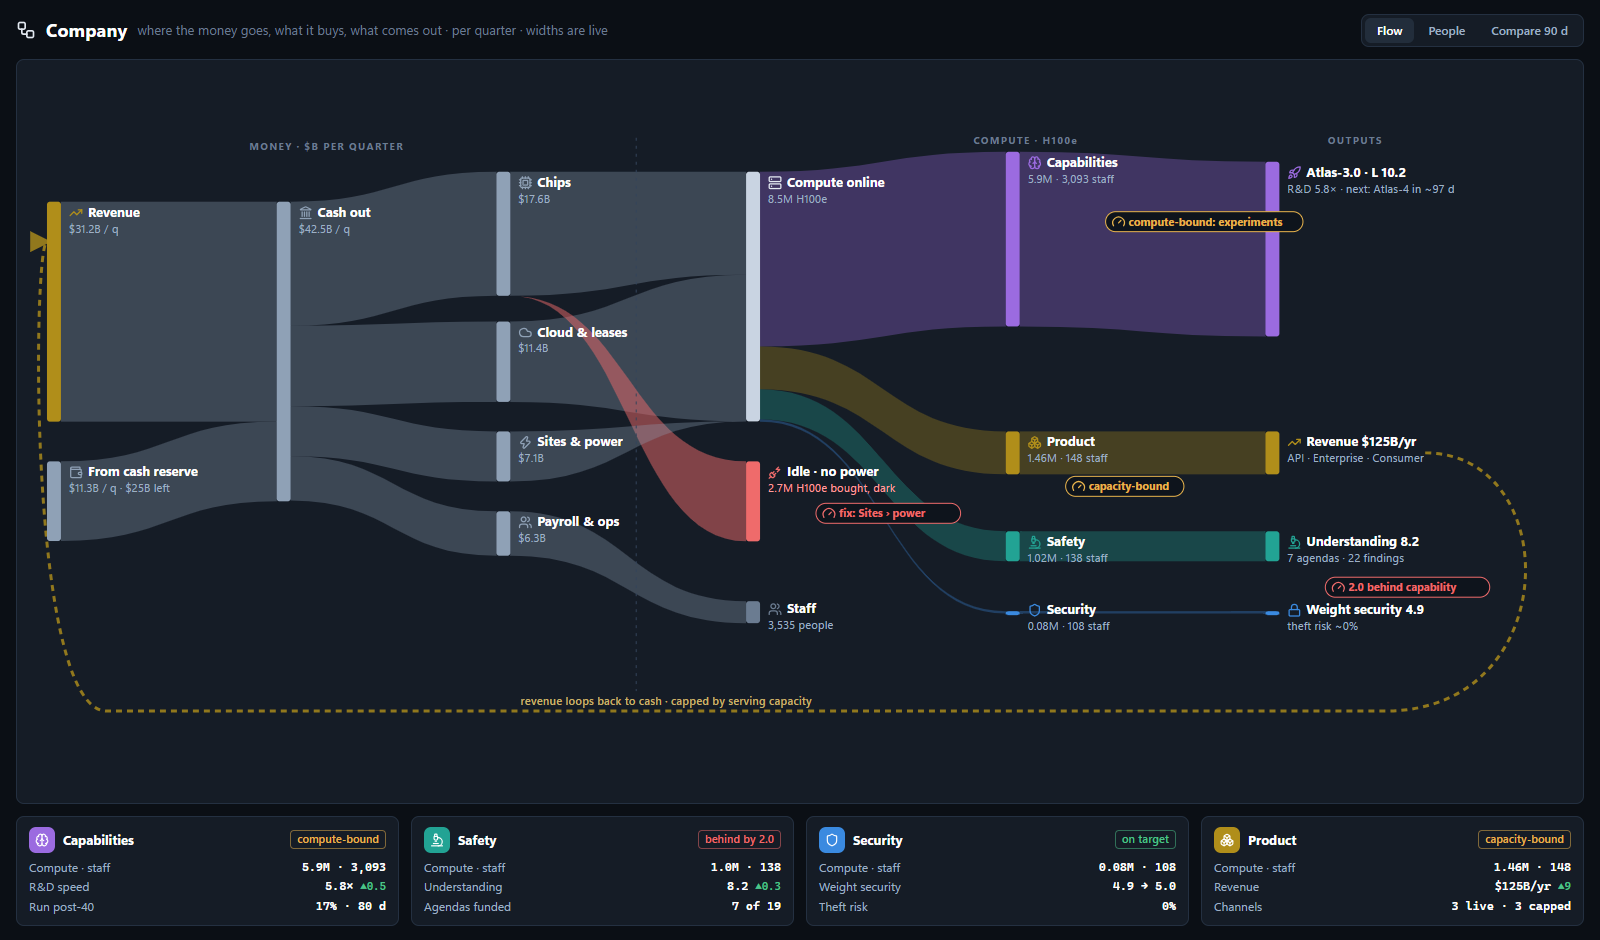 Company where the money goes, what it buys, what comes out · per quarter · widths are live
Flow People Compare 90 d
MONEY · $B PER QUARTER
COMPUTE · H100e
OUTPUTS
Revenue
$31.2B / q
From cash reserve
$11.3B / q · $25B left
Cash out
$42.5B / q
Chips
$17.6B
Cloud & leases
$11.4B
Sites & power
$7.1B
Payroll & ops
$6.3B
Compute online
8.5M H100e
Idle · no power
2.7M H100e bought, dark
fix: Sites › power
Staff
3,535 people
Capabilities
5.9M · 3,093 staff
compute-bound: experiments
Product
1.46M · 148 staff
capacity-bound
Safety
1.02M · 138 staff
Security
0.08M · 108 staff
Atlas-3.0 · L 10.2
R&D 5.8× · next: Atlas-4 in ~97 d
Revenue $125B/yr
API · Enterprise · Consumer
Understanding 8.2
7 agendas · 22 findings
2.0 behind capability
Weight security 4.9
theft risk ~0%
revenue loops back to cash · capped by serving capacity
Capabilities compute-bound
Compute · staff 5.9M · 3,093
R&D speed 5.8× ▲0.5
Run post-40 17% · 80 d
Safety behind by 2.0
Compute · staff 1.0M · 138
Understanding 8.2 ▲0.3
Agendas funded 7 of 19
Security on target
Compute · staff 0.08M · 108
Weight security 4.9 → 5.0
Theft risk 0%
Product capacity-bound
Compute · staff 1.46M · 148
Revenue $125B/yr ▲9
Channels 3 live · 3 capped